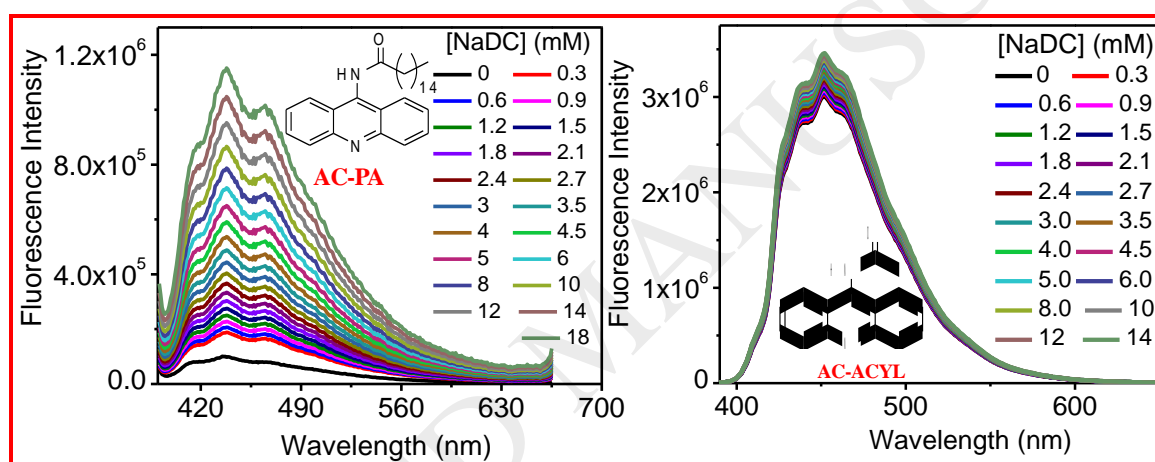 Fluorescence Intensity
1.2x10^6
8.0x10^5
4.0x10^5
0.0
420 490 560 630 700
Wavelength (nm)
O
H N
14
N
AC-PA
[NaDC] (mM)
0 0.3
0.6 0.9
1.2 1.5
1.8 2.1
2.4 2.7
3 3.5
4 4.5
5 6
8 10
12 14
18
Fluorescence Intensity
3x10^6
2x10^6
1x10^6
0
400 500 600
Wavelength (nm)
AC-ACYL
[NaDC] (mM)
0 0.3
0.6 0.9
1.2 1.5
1.8 2.1
2.4 2.7
3.0 3.5
4.0 4.5
5.0 6.0
8.0 10
12 14
D MANUSC